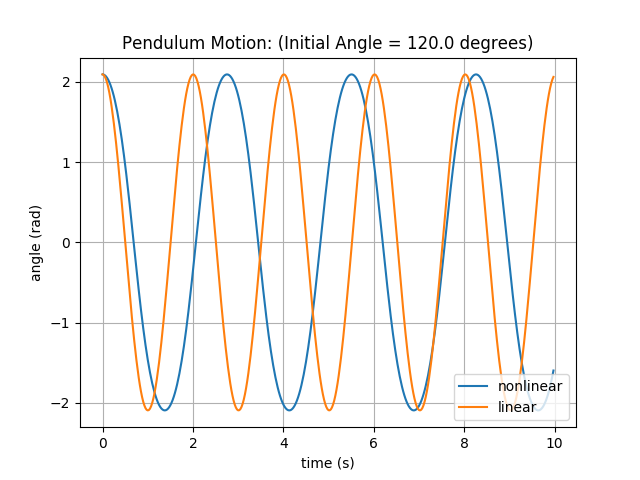 Pendulum Motion: (Initial Angle = 120.0 degrees)
2
1
0
−1
−2
angle (rad)
0
2
4
6
8
10
time (s)
nonlinear
linear